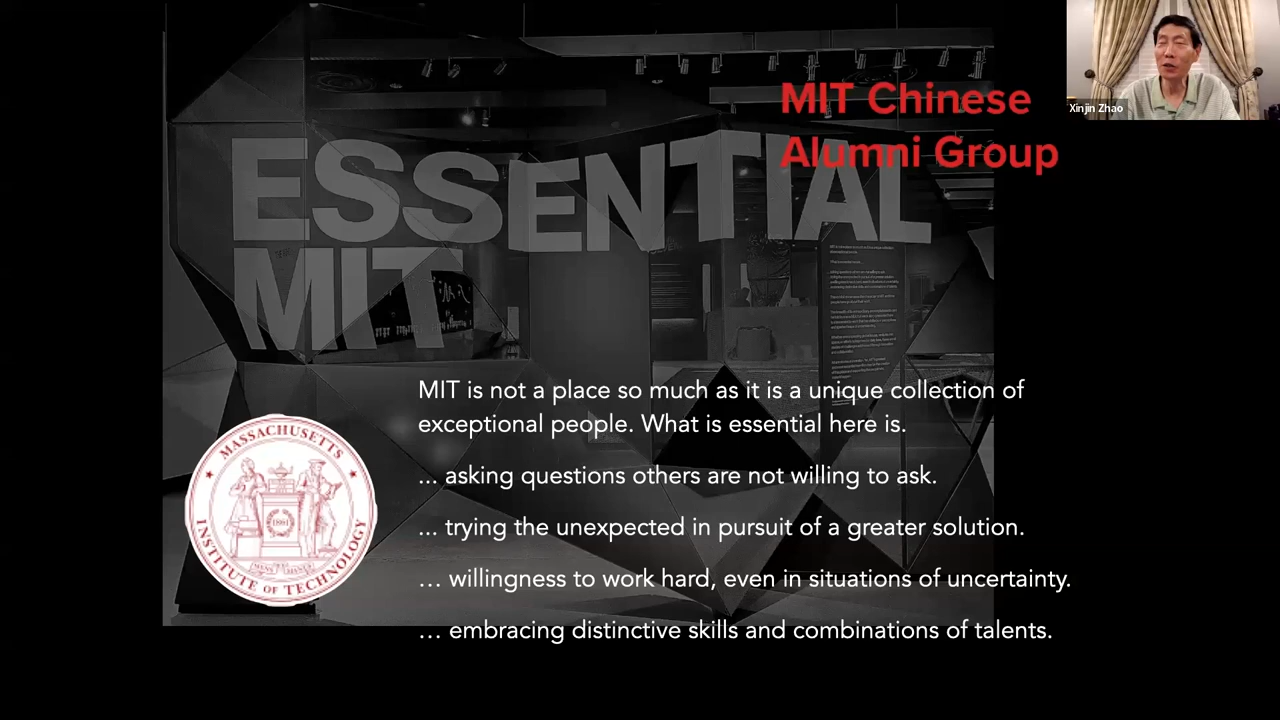 MIT Chinese
Alumni Group
Xinjin Zhao
ESSENTIAL
MIT
MIT is not a place so much as it is a unique collection of
exceptional people. What is essential here is.
... asking questions others are not willing to ask.
... trying the unexpected in pursuit of a greater solution.
… willingness to work hard, even in situations of uncertainty.
… embracing distinctive skills and combinations of talents.
MASSACHUSETTS
INSTITUTE OF TECHNOLOGY
1861